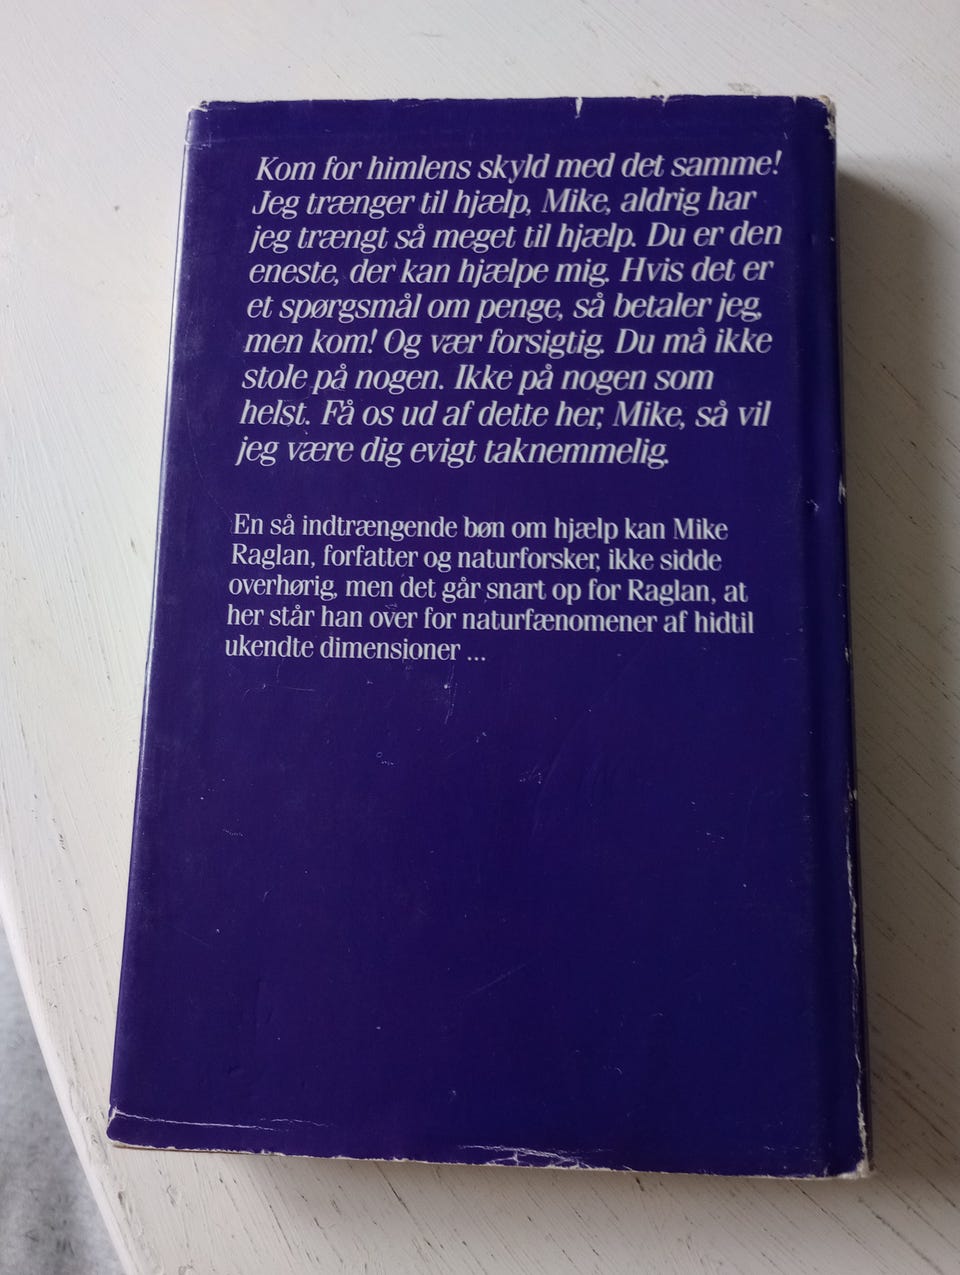 Kom for himlens skyld med det samme!
Jeg trænger til hjælp, Mike, aldrig har
jeg trængt så meget til hjælp. Du er den
eneste, der kan hjælpe mig. Hvis det er
et spørgsmål om penge, så betaler jeg,
men kom! Og vær forsigtig. Du må ikke
stole på nogen. Ikke på nogen som
helst. Få os ud af dette her, Mike, så vil
jeg være dig evigt taknemmelig.
En så indtrængende bøn om hjælp kan Mike
Raglan, forfatter og naturforsker, ikke sidde
overhørig, men det går snart op for Raglan, at
her står han over for naturfænomener af hidtil
ukendte dimensioner ...